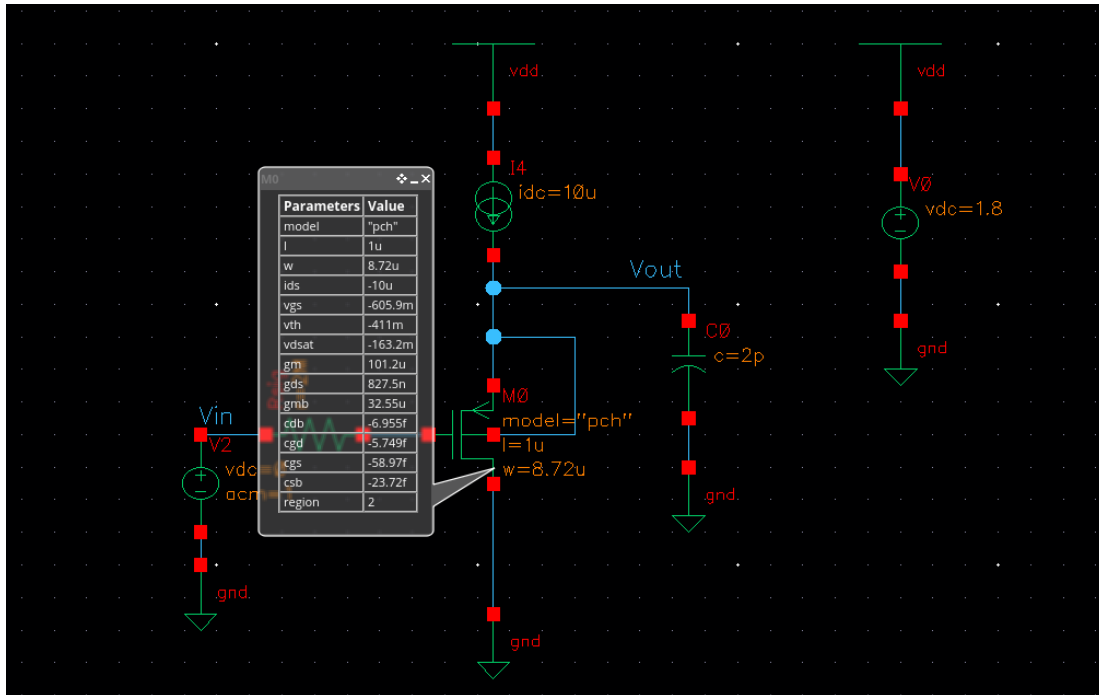 vdd
vdd
I4
idc=10u
V0
vdc=1.8
M0
Parameters Value
model "pch"
l 1u
w 8.72u
ids -10u
vgs -605.9m
vth -411m
vdsat -163.2m
gm 101.2u
gds 827.5n
gmb 32.55u
cdb -6.955f
cgd -5.749f
cgs -58.97f
csb -23.72f
region 2
Vout
C0
c=2p
gnd
M0
model="pch"
l=1u
w=8.72u
Vin
V2
vdc=
acm=
gnd
gnd
gnd